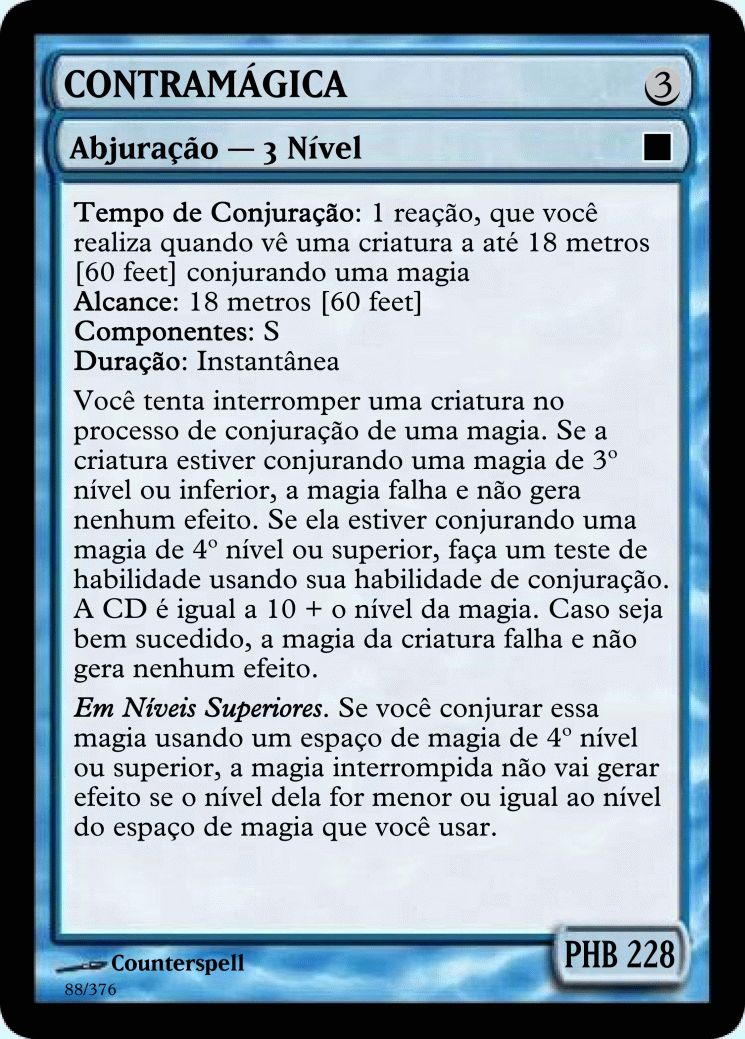 CONTRAMÁGICA
3
Abjuração — 3 Nível
Tempo de Conjuração: 1 reação, que você
realiza quando vê uma criatura a até 18 metros
[60 feet] conjurando uma magia
Alcance: 18 metros [60 feet]
Componentes: S
Duração: Instantânea
Você tenta interromper uma criatura no
processo de conjuração de uma magia. Se a
criatura estiver conjurando uma magia de 3º
nível ou inferior, a magia falha e não gera
nenhum efeito. Se ela estiver conjurando uma
magia de 4º nível ou superior, faça um teste de
habilidade usando sua habilidade de conjuração.
A CD é igual a 10 + o nível da magia. Caso seja
bem sucedido, a magia da criatura falha e não
gera nenhum efeito.
Em Níveis Superiores. Se você conjurar essa
magia usando um espaço de magia de 4º nível
ou superior, a magia interrompida não vai gerar
efeito se o nível dela for menor ou igual ao nível
do espaço de magia que você usar.
PHB 228
Counterspell
88/376